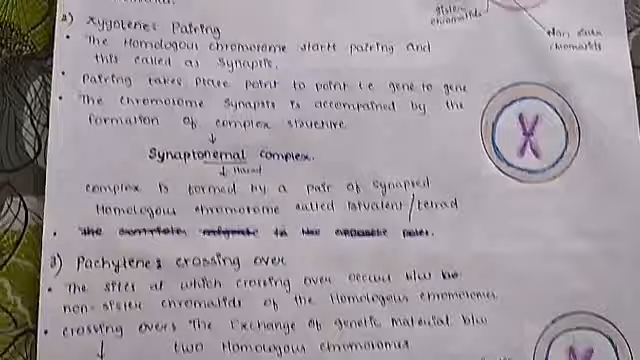 sister
chromatids
Non sister
chromatids
2) Zygotene: Pairing
• The Homologous chromosome starts pairing and
this called as synapsis.
• Pairing takes place point to point i.e gene to gene
• The chromosome synapsis is accompained by the
formation of complex structure
↓
Synaptonemal complex.
↓
complex is formed by a pair of synapsed
Homologous chromosome called bivalent/tetrad
3) Pachytene: crossing over
• The sites at which crossing over occurs b/w
non-sister chromatids of the Homologous chromosomes
• crossing over: The Exchange of genetic material b/w
↓ two Homologous chromosomes